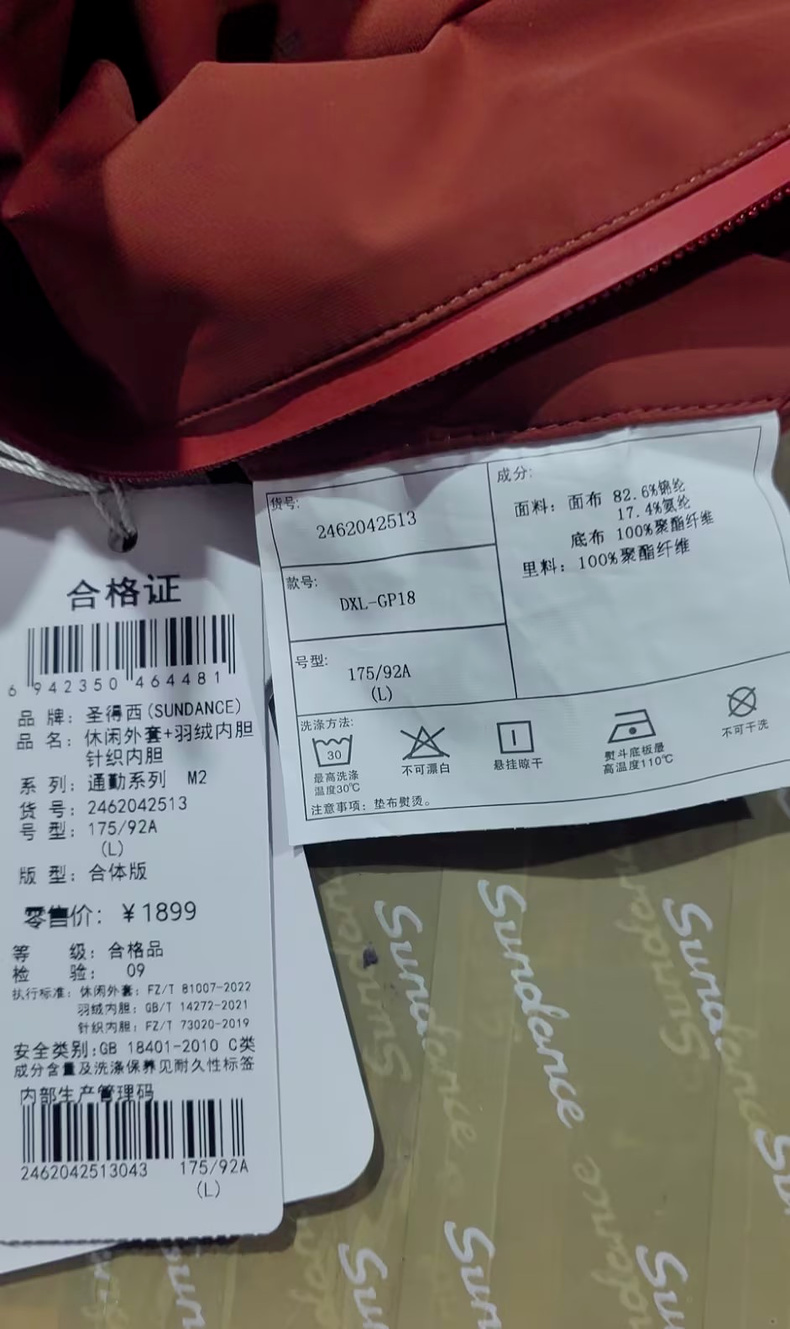 合格证
6 942350 464481
品 牌: 圣得西(SUNDANCE)
品 名: 休闲外套+羽绒内胆
针织内胆
系 列: 通勤系列 M2
货 号: 2462042513
号 型: 175/92A
(L)
版 型: 合体版
零售价: ¥1899
等 级: 合格品
检 验: 09
执行标准: 休闲外套: FZ/T 81007-2022
羽绒内胆: GB/T 14272-2021
针织内胆: FZ/T 73020-2019
安全类别:GB 18401-2010 C类
成分含量及洗涤保养见耐久性标签
内部生产管理码
2462042513043 175/92A
(L)
货号:
2462042513
款号:
DXL-GP18
号型:
175/92A
(L)
成分:
面料: 面布 82.6%锦纶
17.4%氨纶
底布 100%聚酯纤维
里料: 100%聚酯纤维
洗涤方法:
30
最高洗涤
温度30℃
不可漂白
悬挂晾干
熨斗底板最
高温度110℃
不可干洗
注意事项: 垫布熨烫。
Sundance
Sundance
Sundance